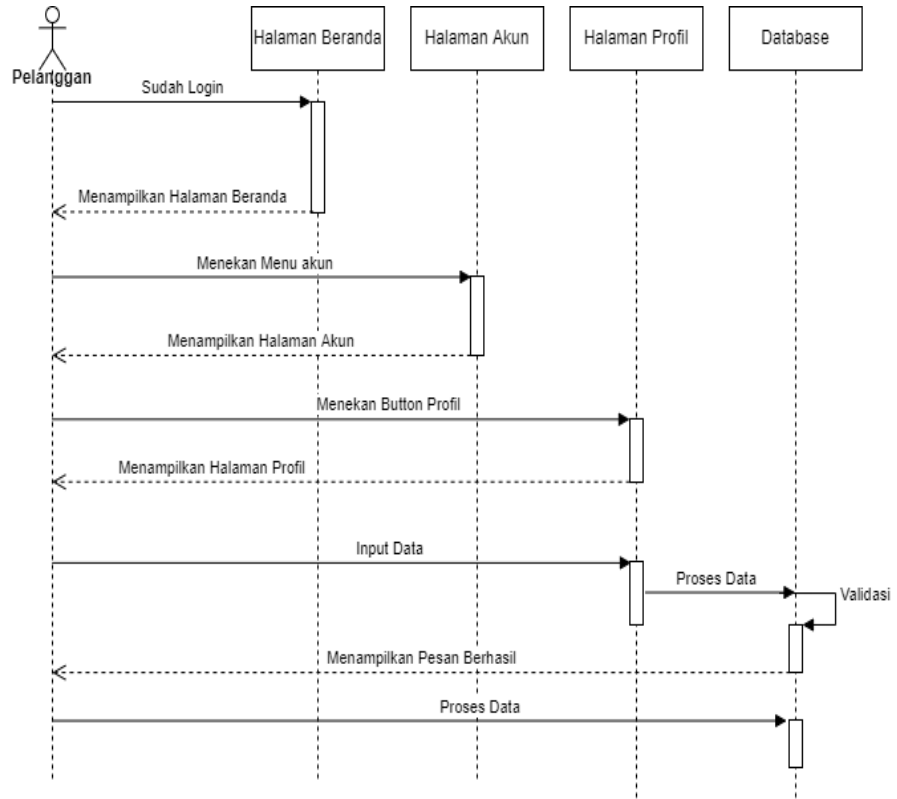 Pelanggan
Halaman Beranda
Halaman Akun
Halaman Profil
Database
Sudah Login
Menampilkan Halaman Beranda
Menekan Menu akun
Menampilkan Halaman Akun
Menekan Button Profil
Menampilkan Halaman Profil
Input Data
Proses Data
Validasi
Menampilkan Pesan Berhasil
Proses Data